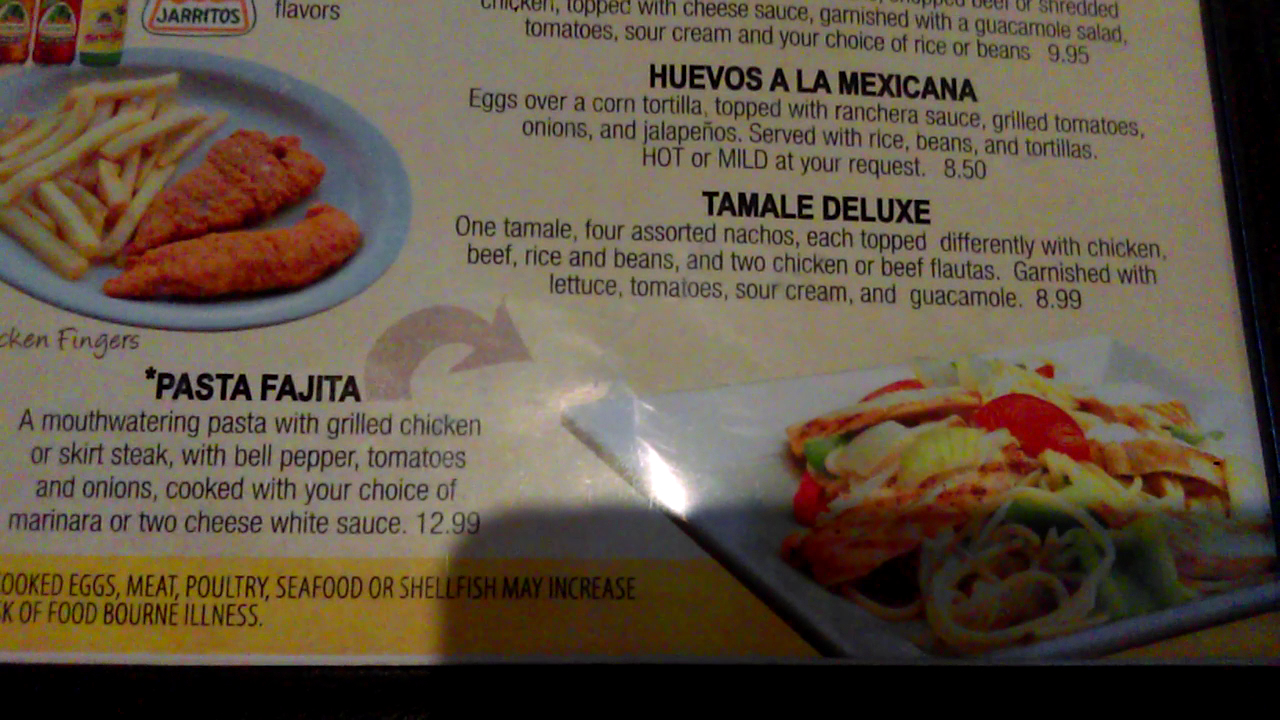 JARRITOS
flavors
chicken, topped with cheese sauce, garnished with a guacamole salad,
tomatoes, sour cream and your choice of rice or beans 9.95
HUEVOS A LA MEXICANA
Eggs over a corn tortilla, topped with ranchera sauce, grilled tomatoes,
onions, and jalapeños. Served with rice, beans, and tortillas.
HOT or MILD at your request. 8.50
TAMALE DELUXE
One tamale, four assorted nachos, each topped differently with chicken,
beef, rice and beans, and two chicken or beef flautas. Garnished with
lettuce, tomatoes, sour cream, and guacamole. 8.99
cken Fingers
*PASTA FAJITA
A mouthwatering pasta with grilled chicken
or skirt steak, with bell pepper, tomatoes
and onions, cooked with your choice of
marinara or two cheese white sauce. 12.99
OOKED EGGS, MEAT, POULTRY, SEAFOOD OR SHELLFISH MAY INCREASE
SK OF FOOD BOURNE ILLNESS.